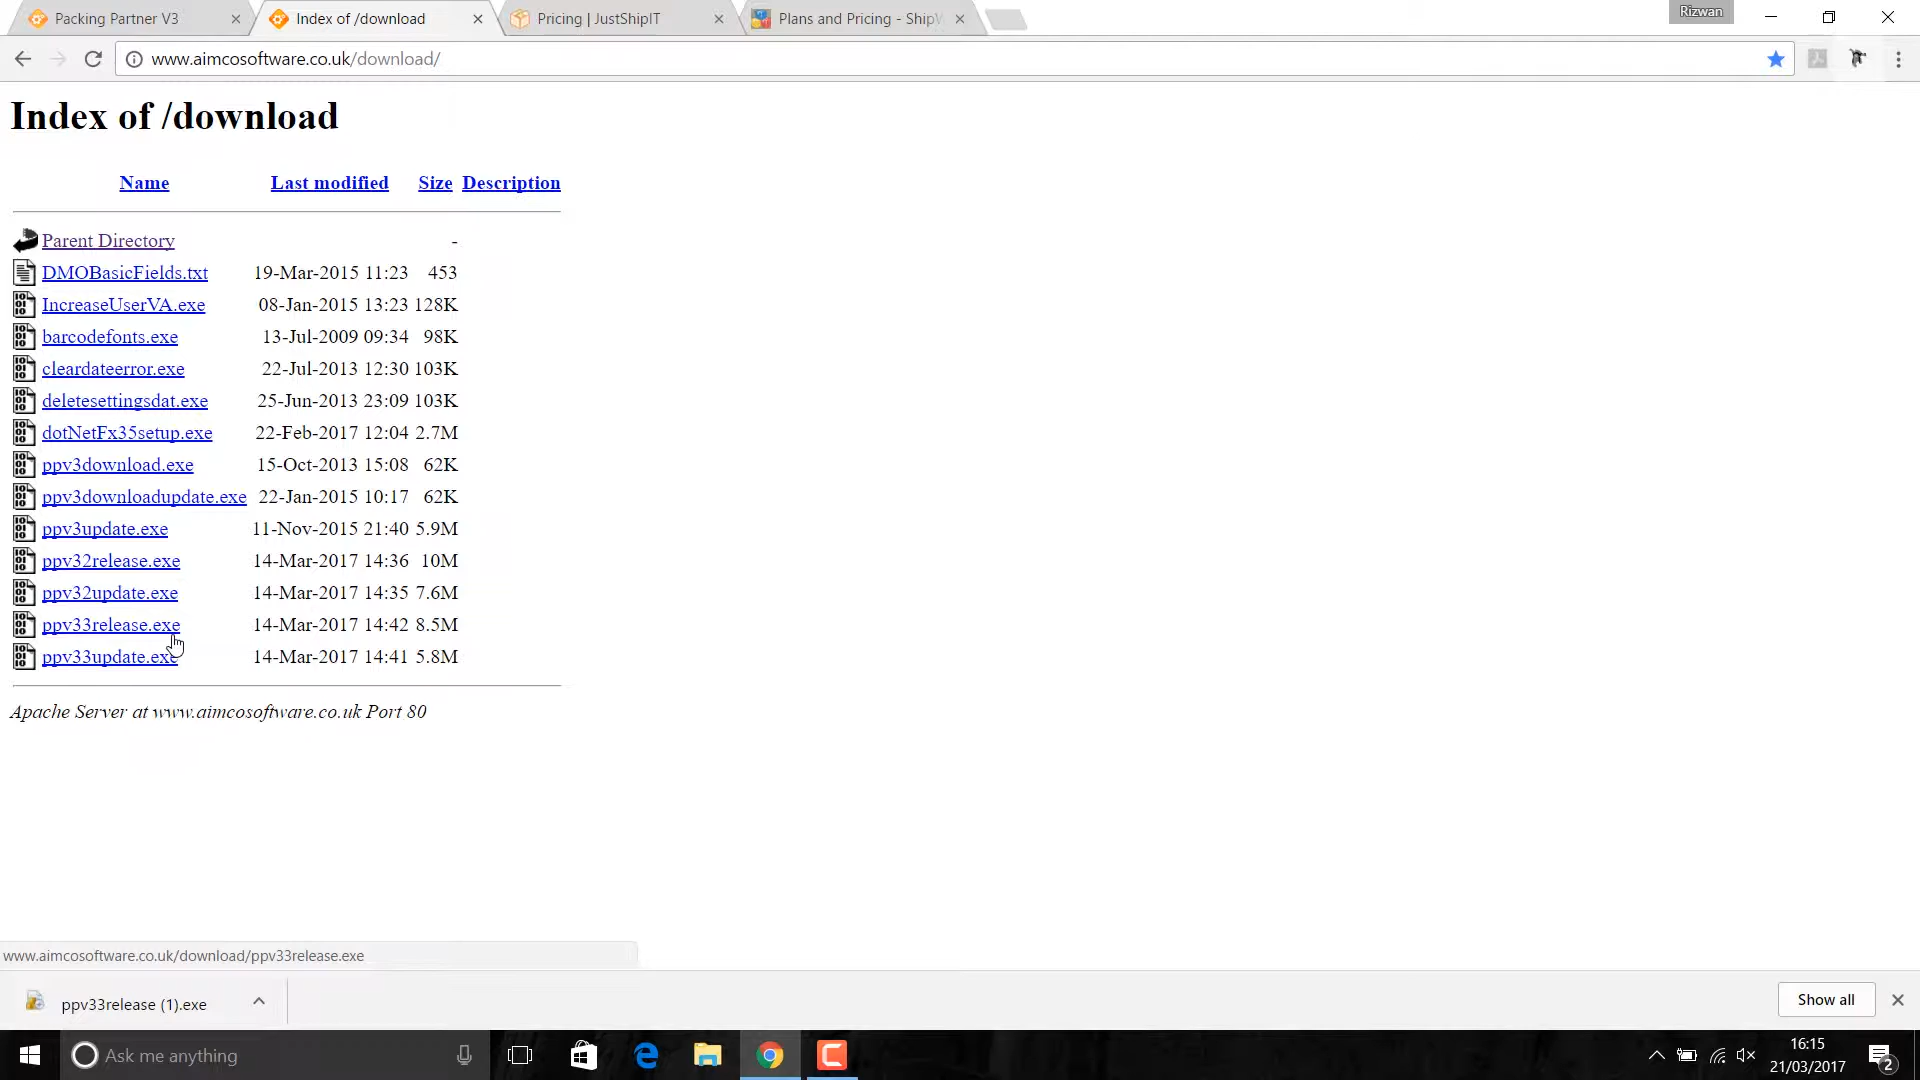 Packing Partner V3
Index of /download
Pricing | JustShipIT
Plans and Pricing - Ship
Rizwan
www.aimcosoftware.co.uk/download/
Index of /download
Name Last modified Size Description
Parent Directory -
DMOBasicFields.txt 19-Mar-2015 11:23 453
IncreaseUserVA.exe 08-Jan-2015 13:23 128K
barcodefonts.exe 13-Jul-2009 09:34 98K
cleardateerror.exe 22-Jul-2013 12:30 103K
deletesettingsdat.exe 25-Jun-2013 23:09 103K
dotNetFx35setup.exe 22-Feb-2017 12:04 2.7M
ppv3download.exe 15-Oct-2013 15:08 62K
ppv3downloadupdate.exe 22-Jan-2015 10:17 62K
ppv3update.exe 11-Nov-2015 21:40 5.9M
ppv32release.exe 14-Mar-2017 14:36 10M
ppv32update.exe 14-Mar-2017 14:35 7.6M
ppv33release.exe 14-Mar-2017 14:42 8.5M
ppv33update.exe 14-Mar-2017 14:41 5.8M
Apache Server at www.aimcosoftware.co.uk Port 80
www.aimcosoftware.co.uk/download/ppv33release.exe
ppv33release (1).exe
Show all
Ask me anything
16:15
21/03/2017
2